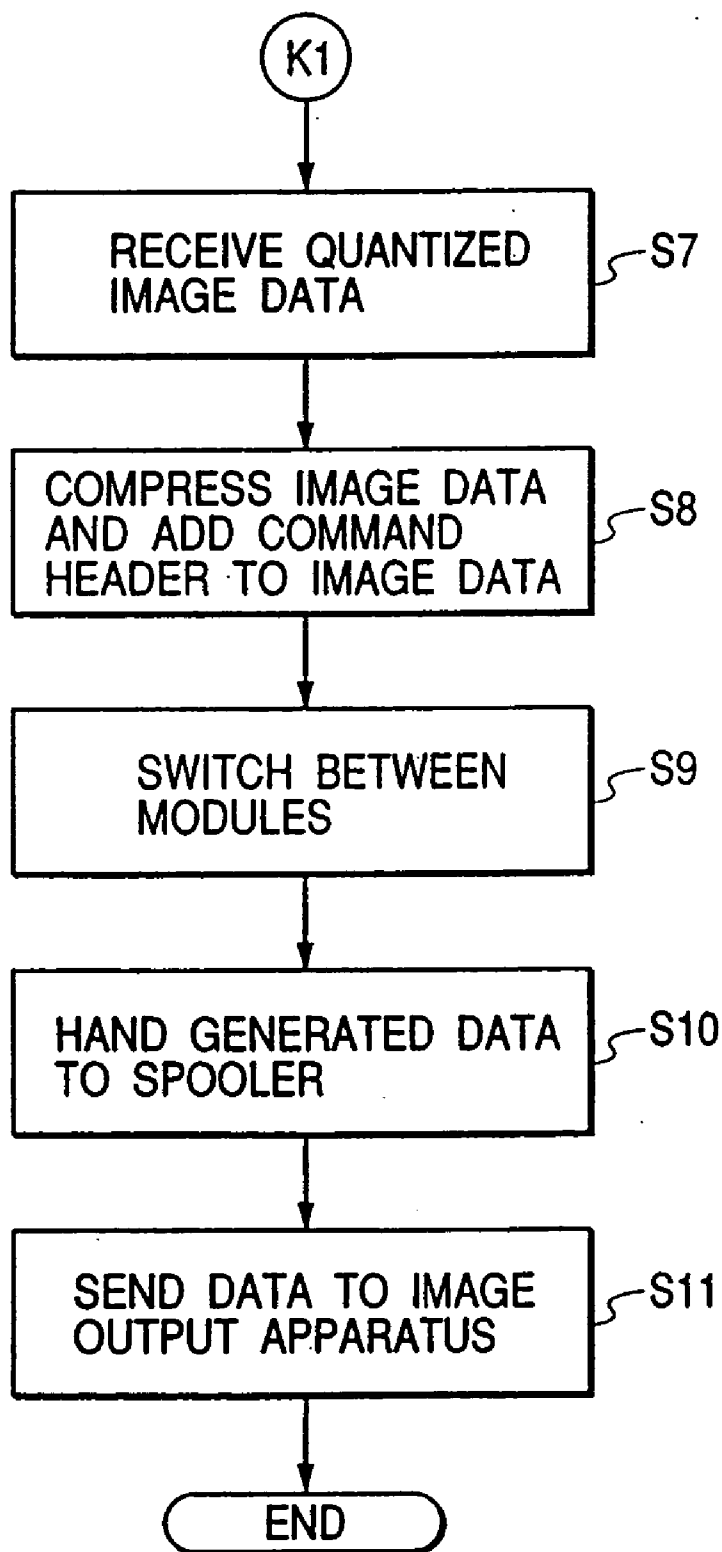 K1
RECEIVE QUANTIZED
IMAGE DATA
S7
COMPRESS IMAGE DATA
AND ADD COMMAND
HEADER TO IMAGE DATA
S8
SWITCH BETWEEN
MODULES
S9
HAND GENERATED DATA
TO SPOOLER
S10
SEND DATA TO IMAGE
OUTPUT APPARATUS
S11
END